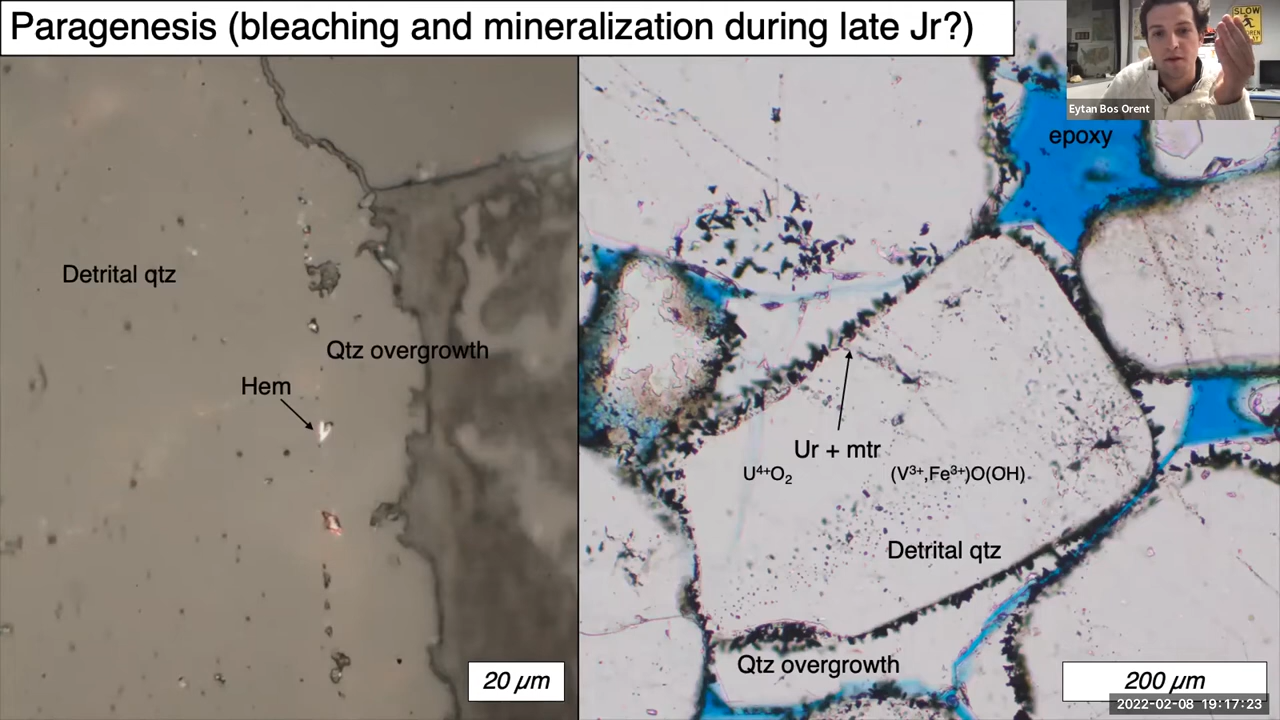 Paragenesis (bleaching and mineralization during late Jr?)
SLOW
Eytan Bos Orent
epoxy
Detrital qtz
Qtz overgrowth
Hem
Ur + mtr
U⁴⁺O₂
(V³⁺,Fe³⁺)O(OH)
Detrital qtz
Qtz overgrowth
20 µm
200 µm
2022-02-08 19:17:23